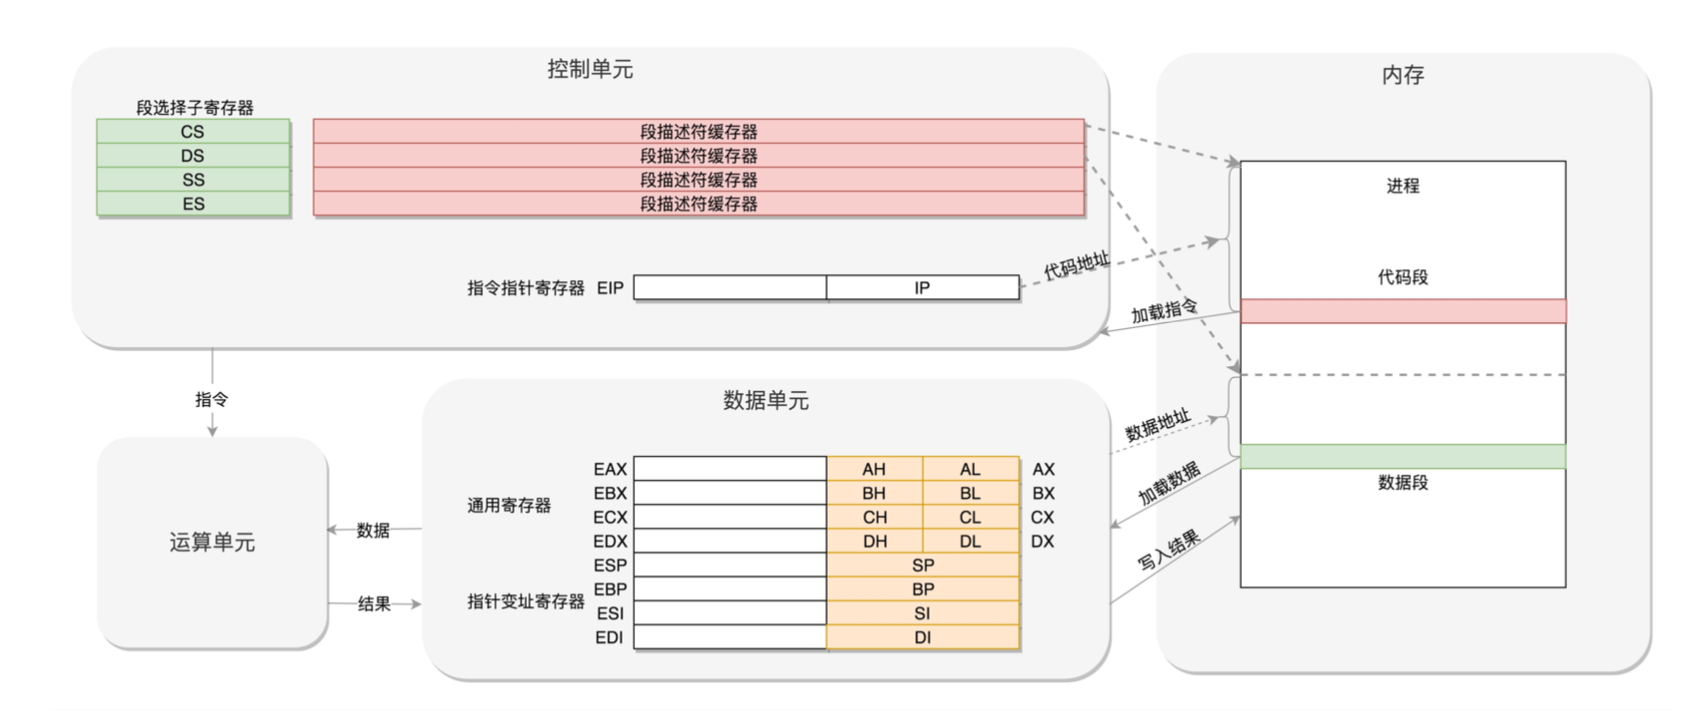 控制单元
段选择子寄存器
CS
DS
SS
ES
段描述符缓存器
段描述符缓存器
段描述符缓存器
段描述符缓存器
指令指针寄存器 EIP IP
代码地址
加载指令
内存
进程
代码段
数据段
指令
运算单元
数据
结果
数据单元
通用寄存器
指针变址寄存器
EAX AH AL AX
EBX BH BL BX
ECX CH CL CX
EDX DH DL DX
ESP SP
EBP BP
ESI SI
EDI DI
数据地址
加载数据
写入结果